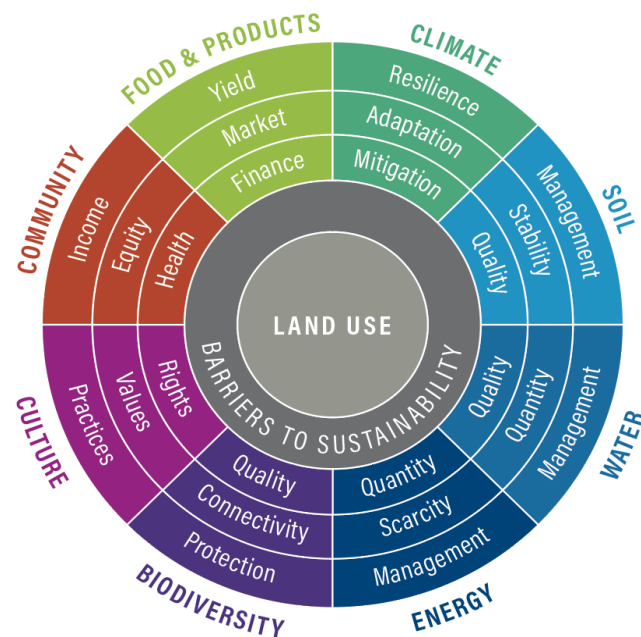 FOOD & PRODUCTS
Yield
Market
Finance
CLIMATE
Resilience
Adaptation
Mitigation
SOIL
Management
Stability
Quality
WATER
Management
Quantity
Quality
ENERGY
Quantity
Scarcity
Management
BIODIVERSITY
Quality
Connectivity
Protection
CULTURE
Practices
Values
Rights
COMMUNITY
Income
Equity
Health
LAND USE
BARRIERS TO SUSTAINABILITY